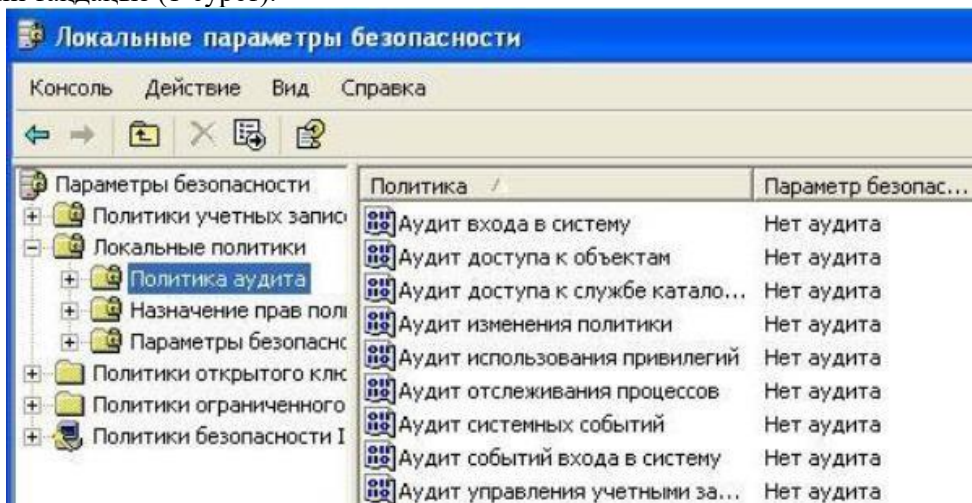 (1 сурет).
Локальные параметры безопасности
Консоль Действие Вид Справка
Параметры безопасности
Политики учетных записе
Локальные политики
Политика аудита
Назначение прав поль
Параметры безопаснс
Политики открытого клю
Политики ограниченного
Политики безопасности I
Политика Параметр безопас...
Аудит входа в систему Нет аудита
Аудит доступа к объектам Нет аудита
Аудит доступа к службе катало... Нет аудита
Аудит изменения политики Нет аудита
Аудит использования привилегий Нет аудита
Аудит отслеживания процессов Нет аудита
Аудит системных событий Нет аудита
Аудит событий входа в систему Нет аудита
Аудит управления учетными за... Нет аудита